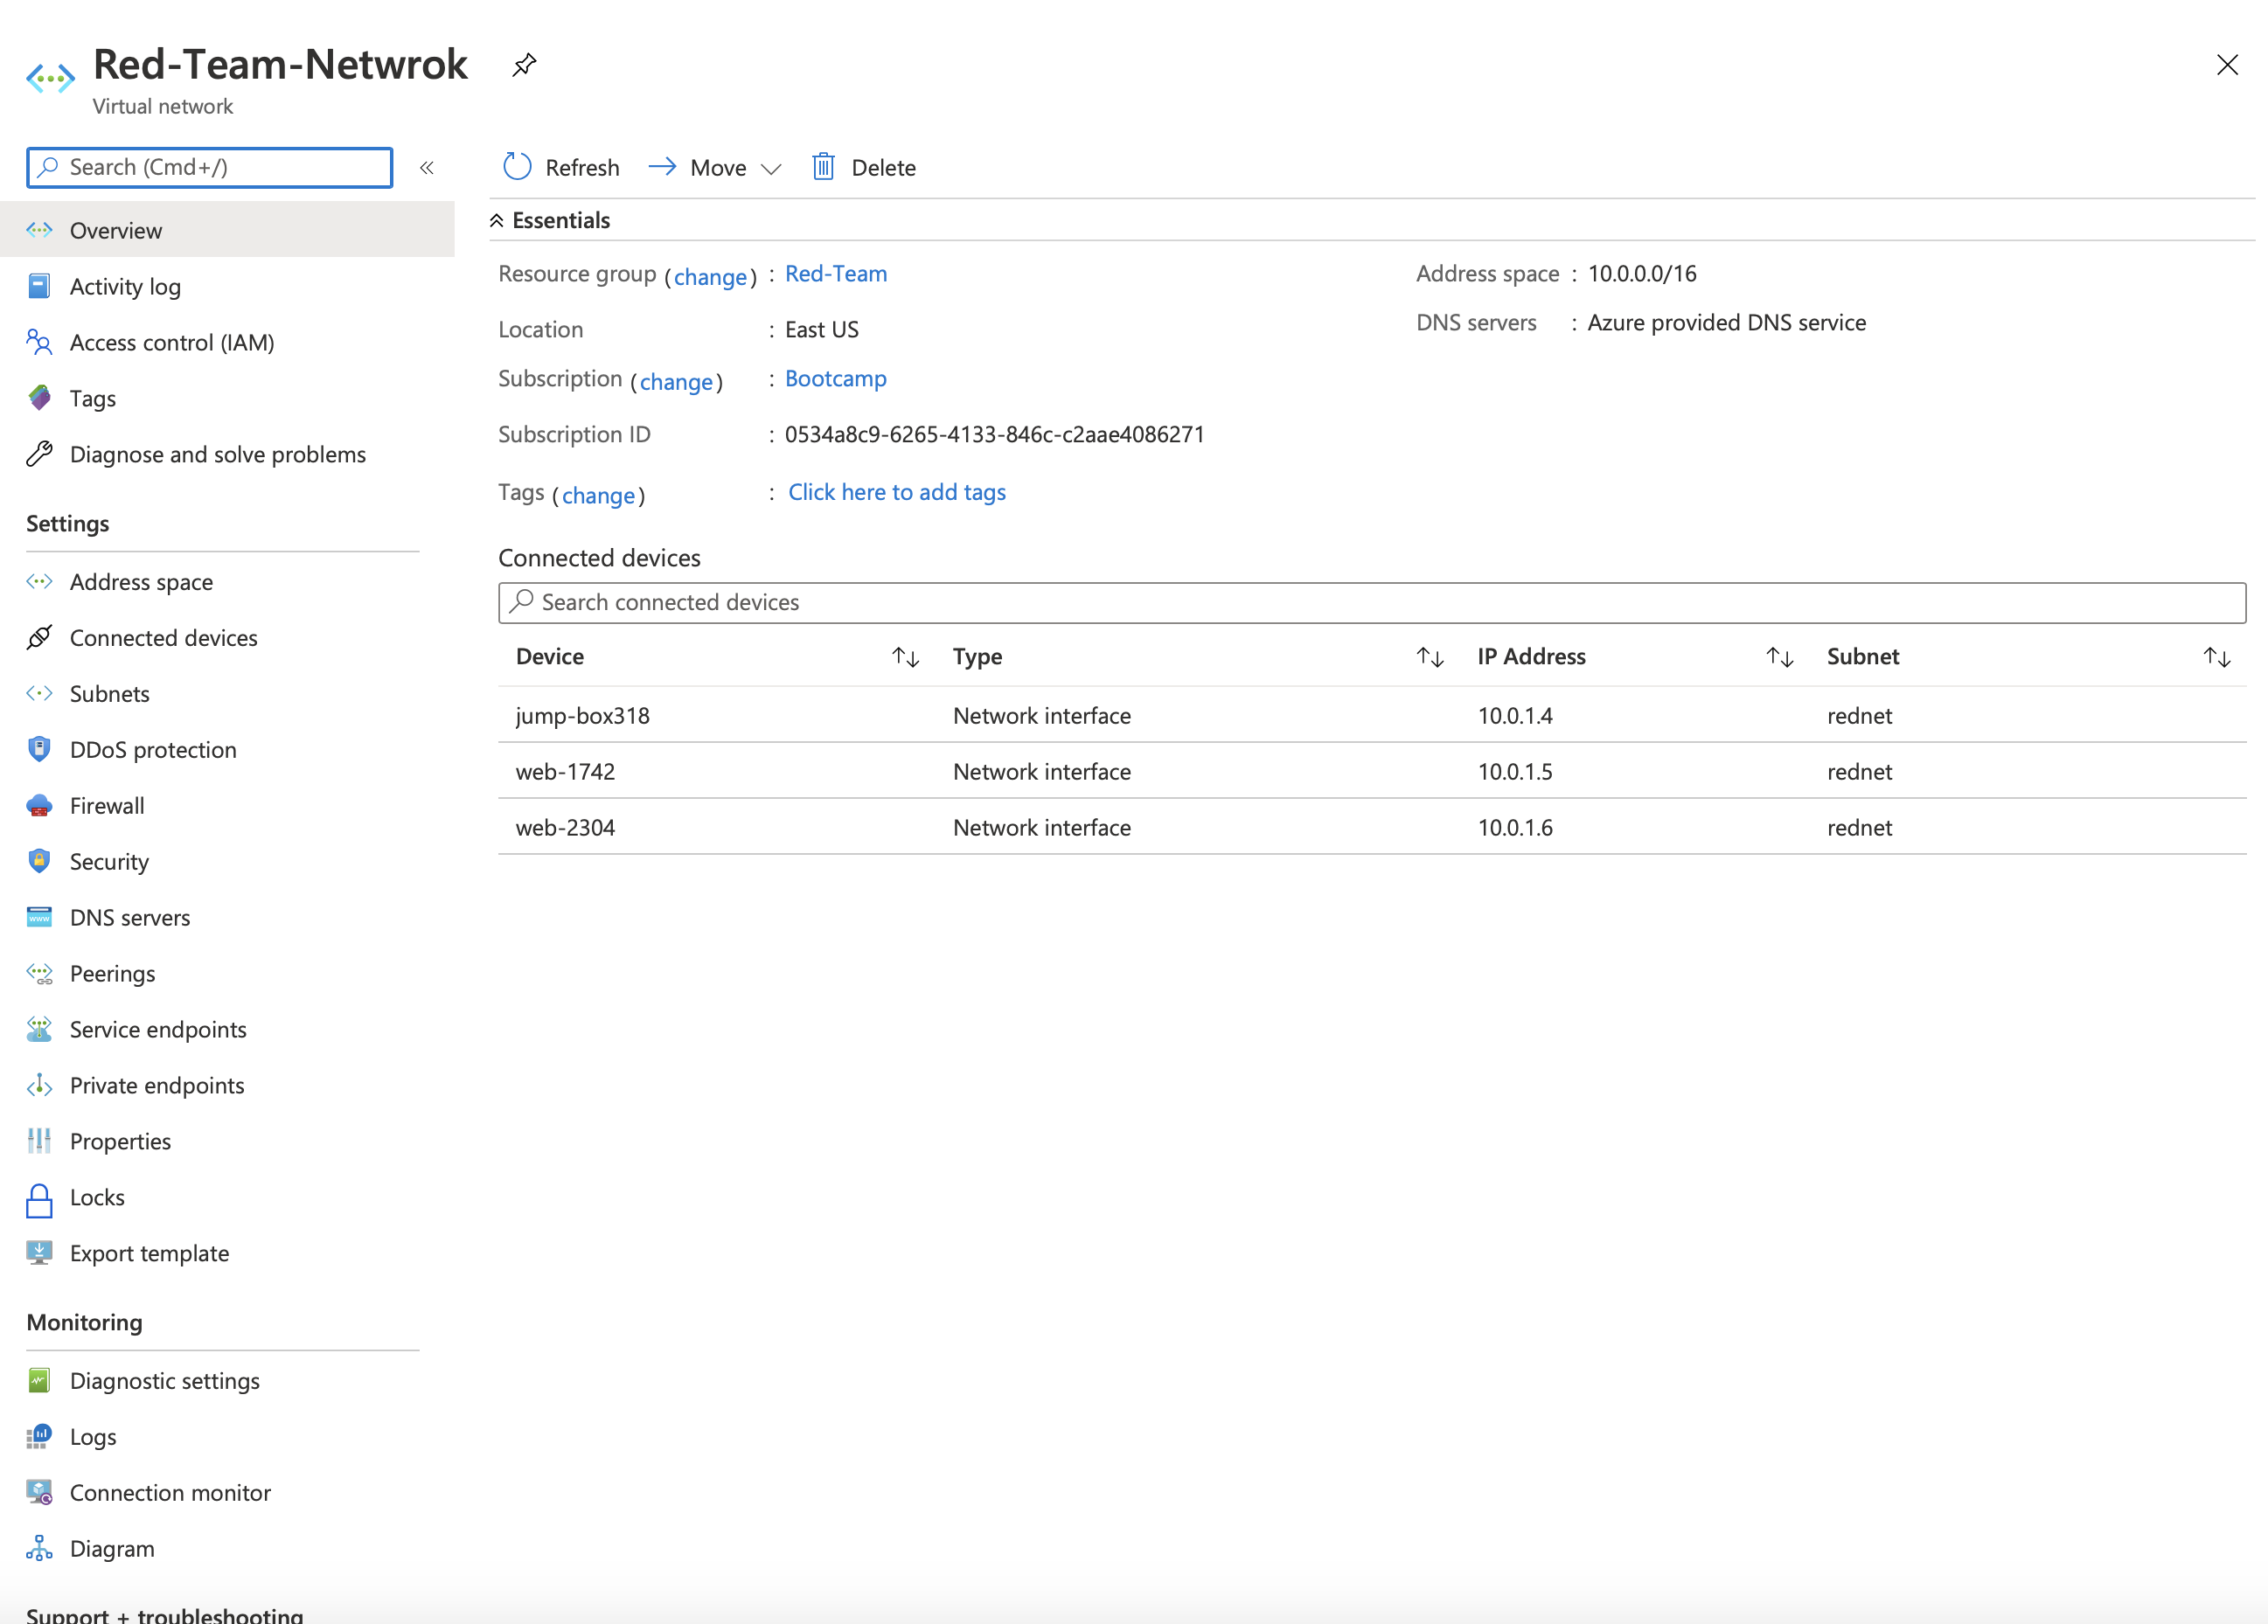 Red-Team-Netwrok
Virtual network
Search (Cmd+/)
«
Refresh Move Delete
Overview
Activity log
Access control (IAM)
Tags
Diagnose and solve problems
Settings
Address space
Connected devices
Subnets
DDoS protection
Firewall
Security
DNS servers
Peerings
Service endpoints
Private endpoints
Properties
Locks
Export template
Monitoring
Diagnostic settings
Logs
Connection monitor
Diagram
Support + troubleshooting
Essentials
Resource group (change) : Red-Team
Location : East US
Subscription (change) : Bootcamp
Subscription ID : 0534a8c9-6265-4133-846c-c2aae4086271
Tags (change) : Click here to add tags
Address space : 10.0.0.0/16
DNS servers : Azure provided DNS service
Connected devices
Search connected devices
Device Type IP Address Subnet
jump-box318 Network interface 10.0.1.4 rednet
web-1742 Network interface 10.0.1.5 rednet
web-2304 Network interface 10.0.1.6 rednet